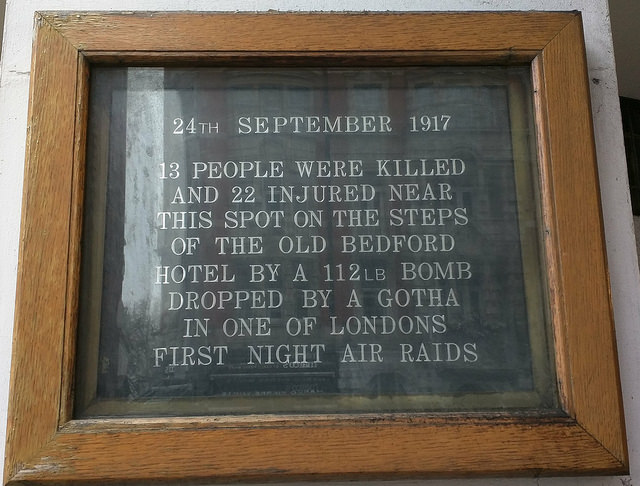 24TH SEPTEMBER 1917
13 PEOPLE WERE KILLED
AND 22 INJURED NEAR
THIS SPOT ON THE STEPS
OF THE OLD BEDFORD
HOTEL BY A 112LB BOMB
DROPPED BY A GOTHA
IN ONE OF LONDONS
FIRST NIGHT AIR RAIDS